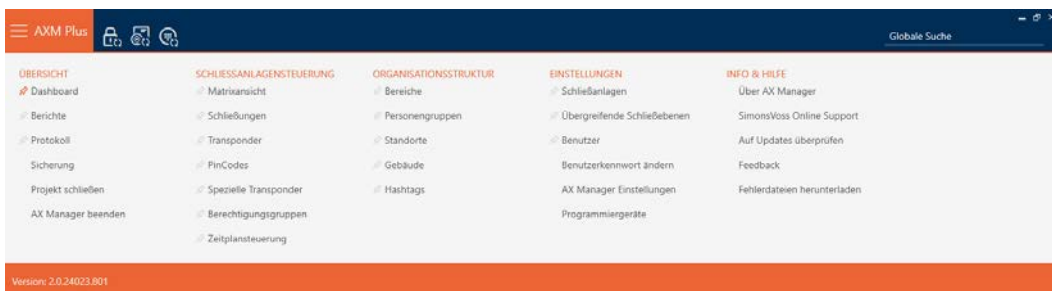 AXM Plus
Globale Suche
ÜBERSICHT
Dashboard
Berichte
Protokoll
Sicherung
Projekt schließen
AX Manager beenden
SCHLIESSANLAGENSTEUERUNG
Matrixansicht
Schließungen
Transponder
PinCodes
Spezielle Transponder
Berechtigungsgruppen
Zeitplansteuerung
ORGANISATIONSSTRUKTUR
Bereiche
Personengruppen
Standorte
Gebäude
Hashtags
EINSTELLUNGEN
Schließanlagen
Übergreifende Schließebenen
Benutzer
Benutzerkennwort ändern
AX Manager Einstellungen
Programmiergeräte
INFO & HILFE
Über AX Manager
SimonsVoss Online Support
Auf Updates überprüfen
Feedback
Fehlerdateien herunterladen
Version: 2.0.24023.801